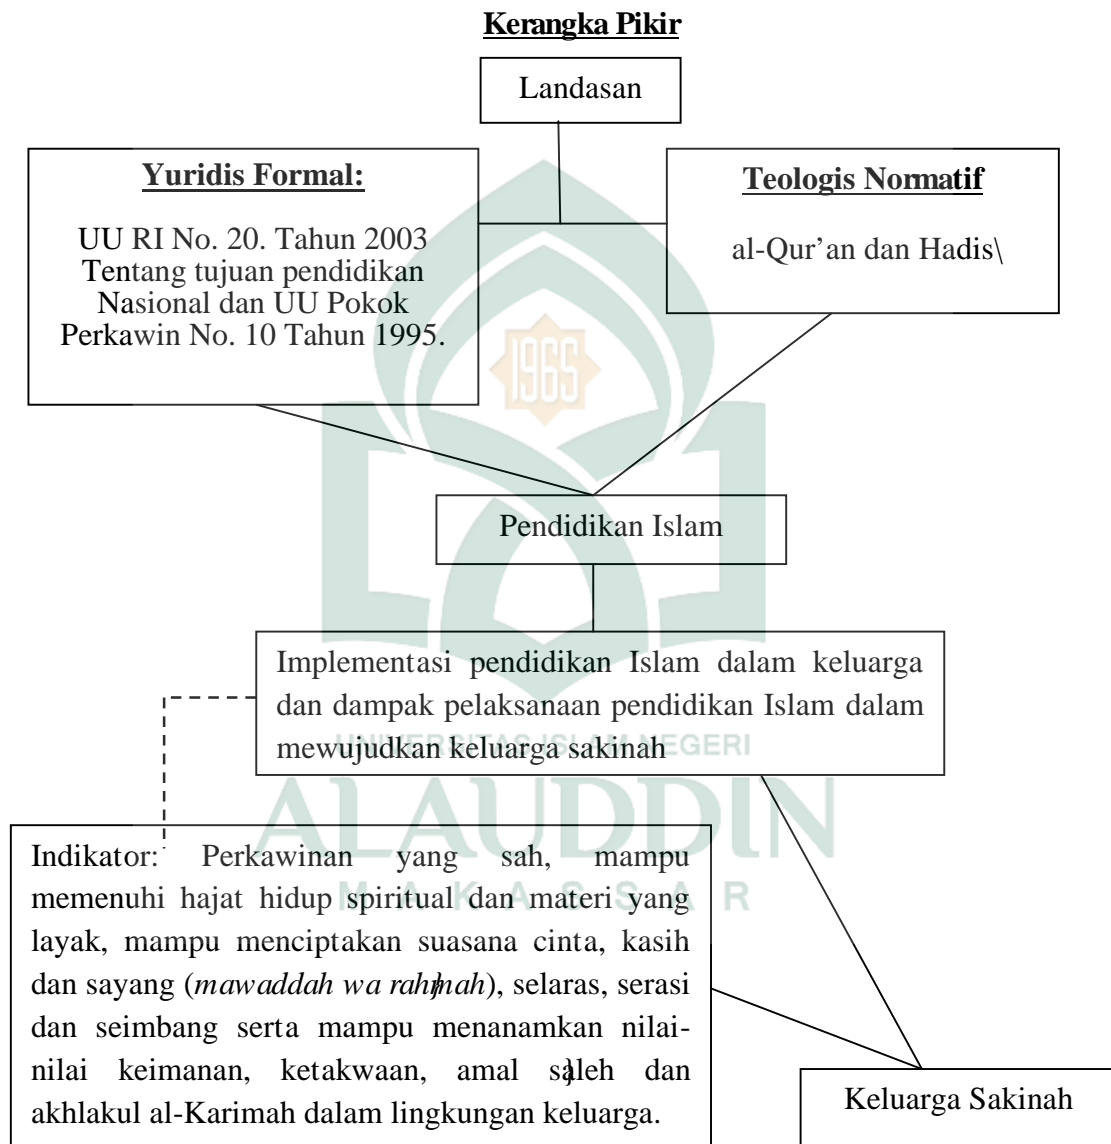 Kerangka Pikir
Landasan
Yuridis Formal:
UU RI No. 20. Tahun 2003
Tentang tujuan pendidikan
Nasional dan UU Pokok
Perkawin No. 10 Tahun 1995.
Teologis Normatif
al-Qur’an dan Hadis\
1965
Pendidikan Islam
Implementasi pendidikan Islam dalam keluarga
dan dampak pelaksanaan pendidikan Islam dalam
mewujudkan keluarga sakinah
UNIVERSITAS ISLAM NEGERI
ALAUDDIN
MAKASSAR
Indikator: Perkawinan yang sah, mampu
memenuhi hajat hidup spiritual dan materi yang
layak, mampu menciptakan suasana cinta, kasih
dan sayang (mawaddah wa rah}mah), selaras, serasi
dan seimbang serta mampu menanamkan nilai-
nilai keimanan, ketakwaan, amal s}aleh dan
akhlakul al-Karimah dalam lingkungan keluarga.
Keluarga Sakinah